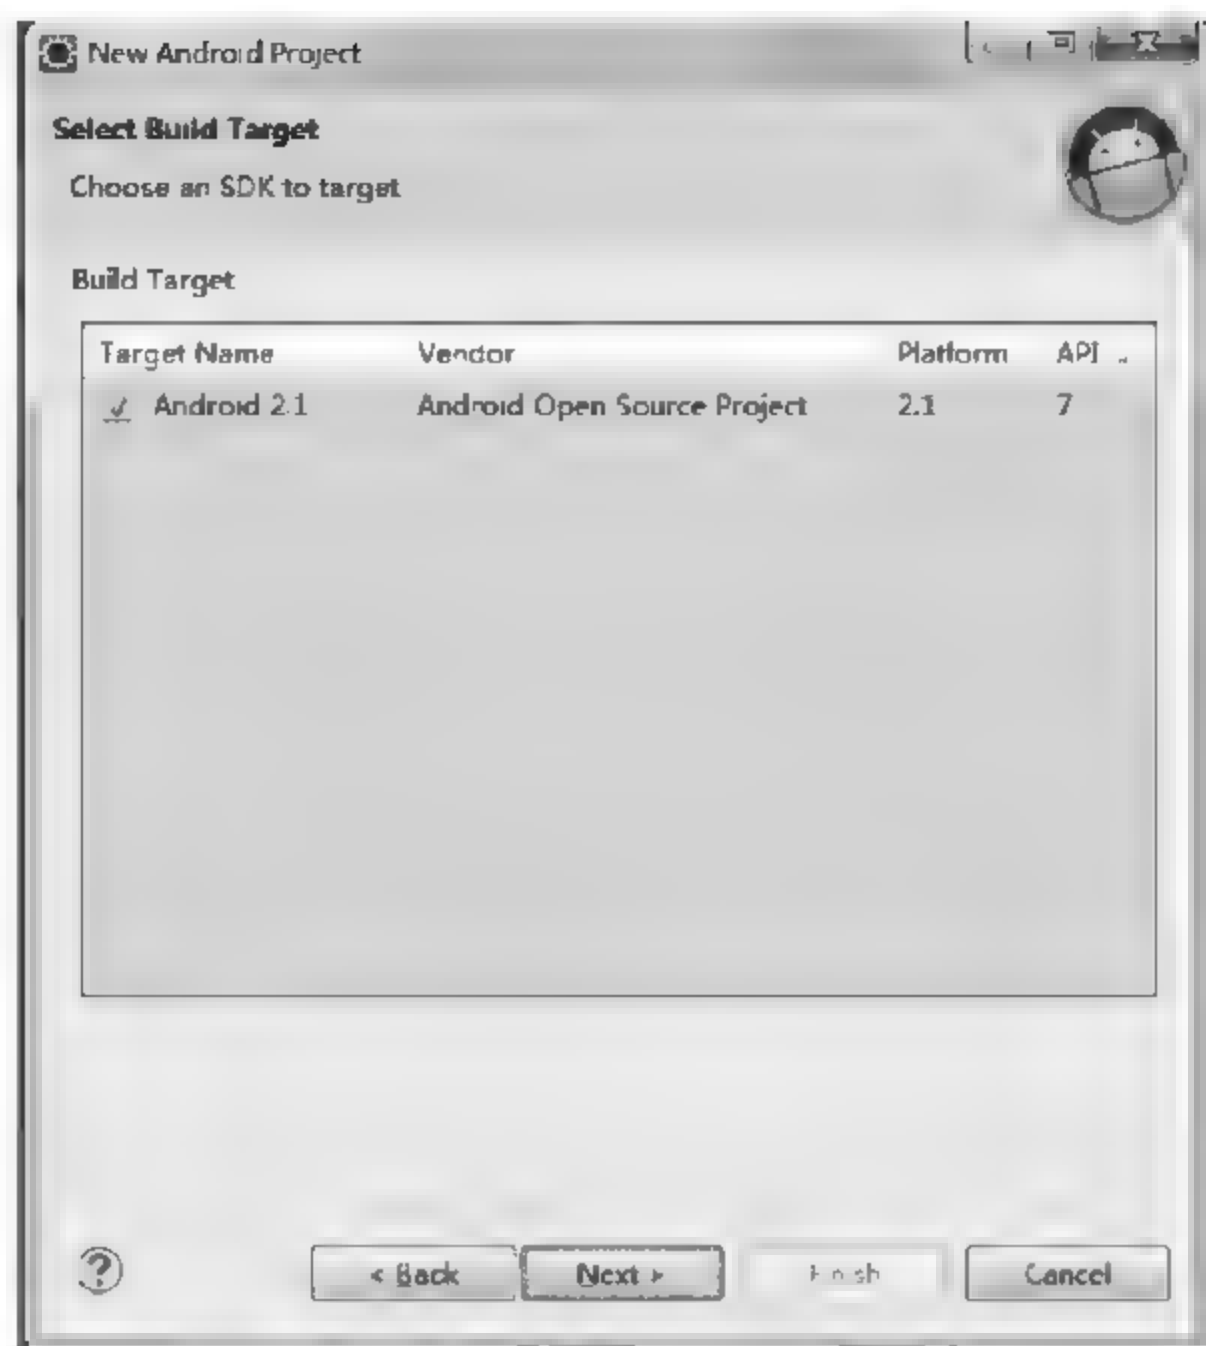 New Android Project
Select Build Target
Choose an SDK to target
Build Target
Target Name Vendor Platform API
Android 2.1 Android Open Source Project 2.1 7
? < Back Next > Finish Cancel